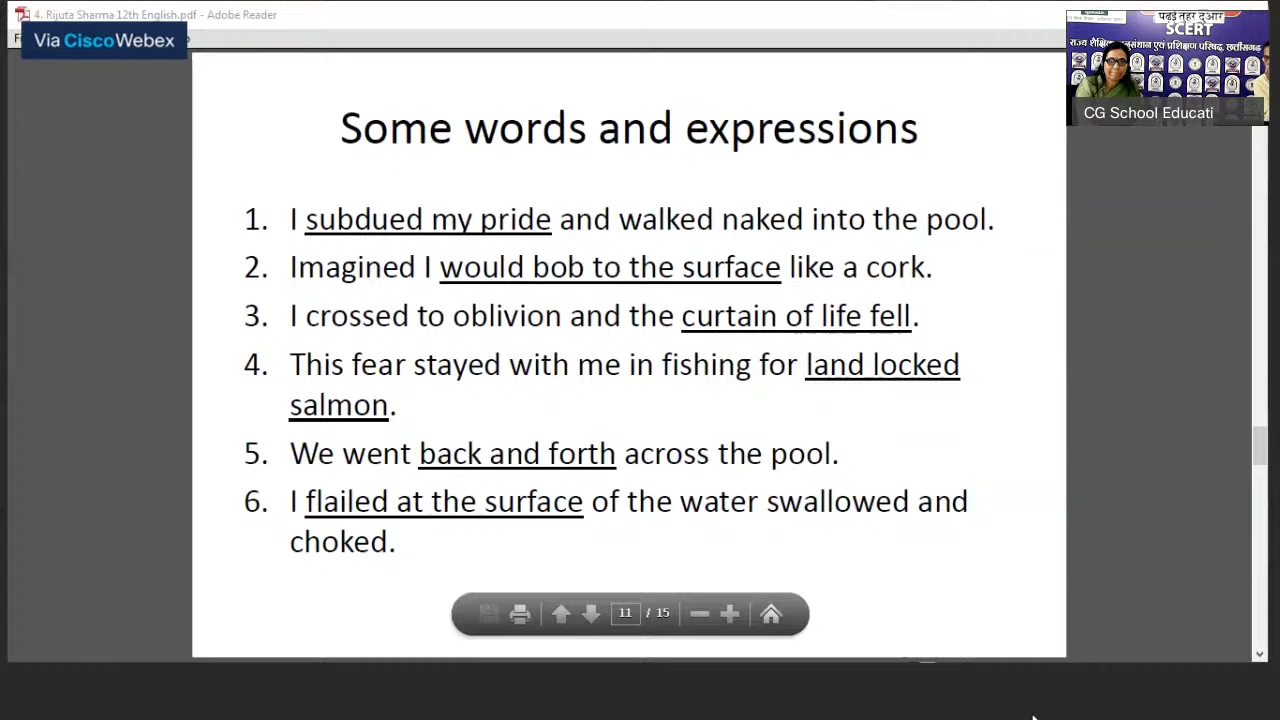 4. Rijuta Sharma 12th English.pdf - Adobe Reader
Via CiscoWebex
पढ़ई तुहर दुआर
SCERT
CG School Educati
Some words and expressions
1. I subdued my pride and walked naked into the pool.
2. Imagined I would bob to the surface like a cork.
3. I crossed to oblivion and the curtain of life fell.
4. This fear stayed with me in fishing for land locked
salmon.
5. We went back and forth across the pool.
6. I flailed at the surface of the water swallowed and
choked.
11 / 15